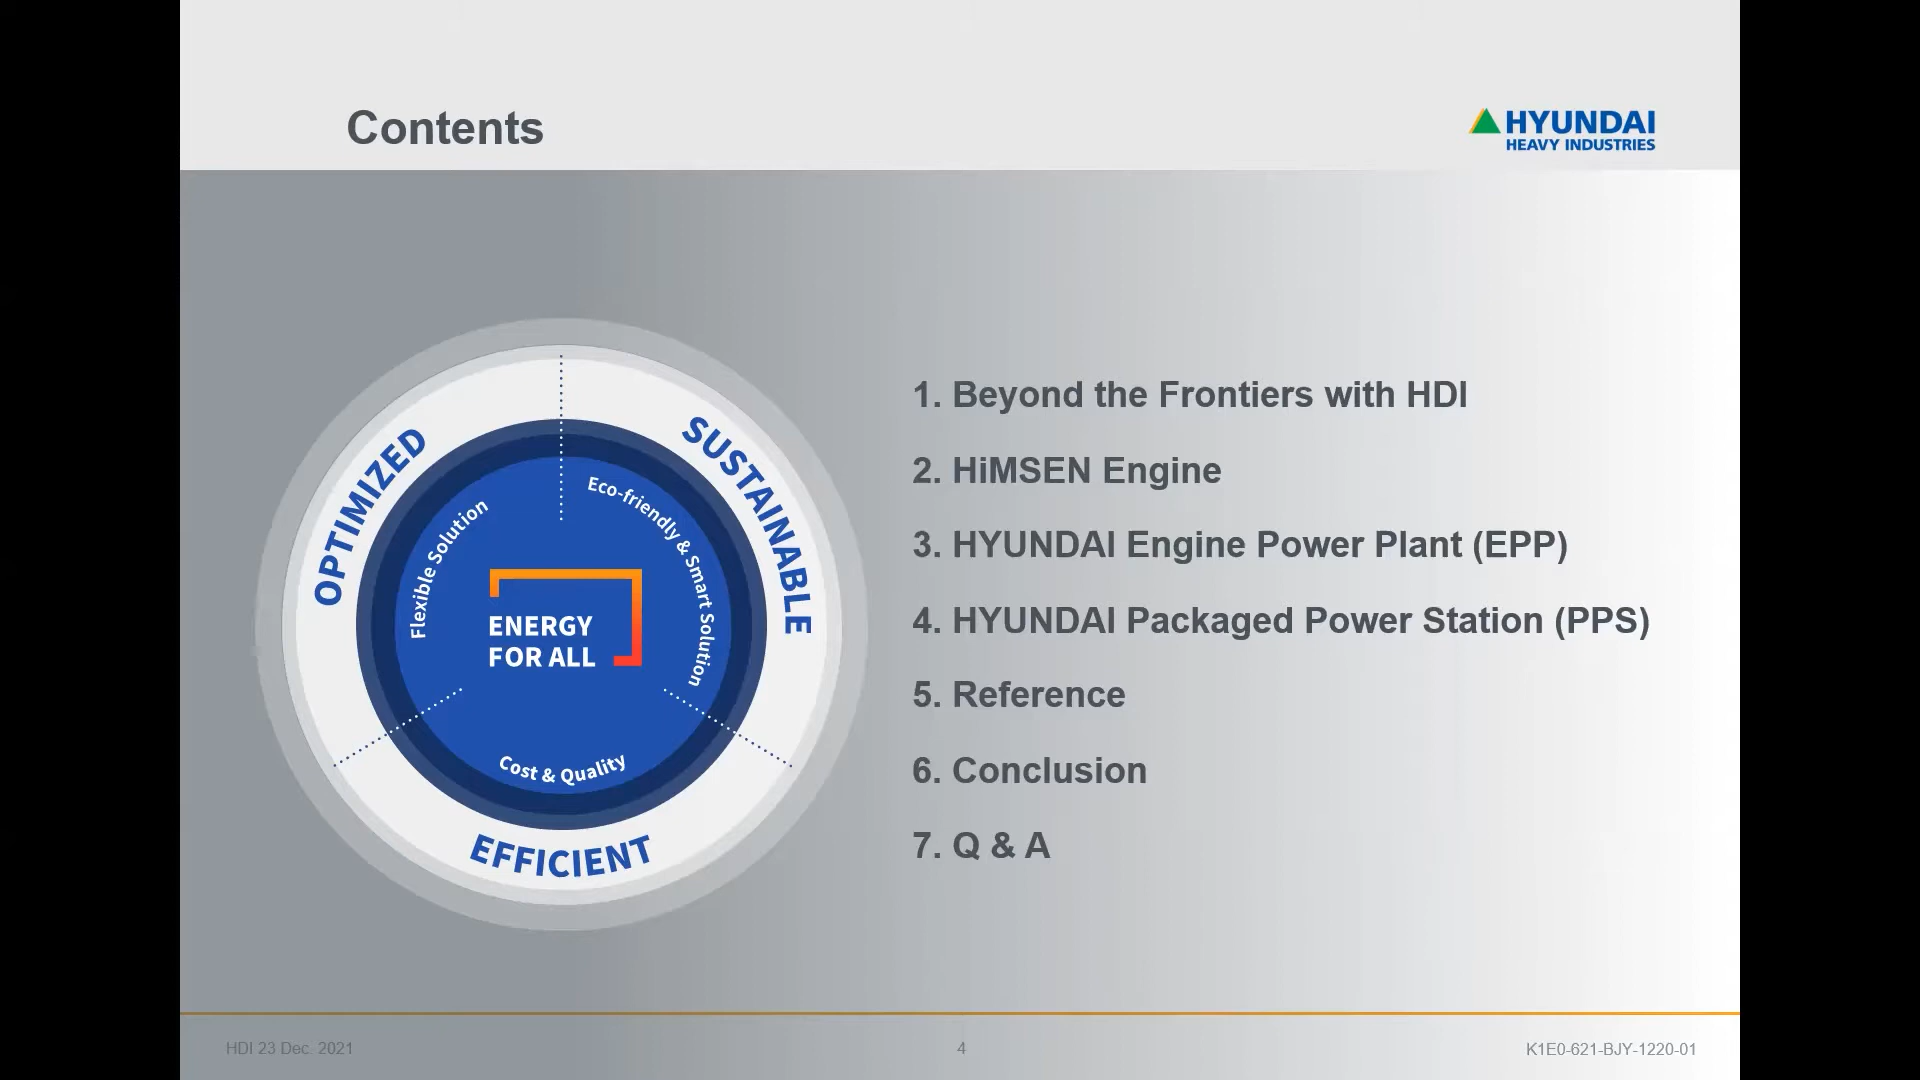 Contents
HYUNDAI
HEAVY INDUSTRIES
OPTIMIZED
SUSTAINABLE
EFFICIENT
Flexible Solution
Eco-friendly & Smart Solution
Cost & Quality
ENERGY
FOR ALL
1. Beyond the Frontiers with HDI
2. HiMSEN Engine
3. HYUNDAI Engine Power Plant (EPP)
4. HYUNDAI Packaged Power Station (PPS)
5. Reference
6. Conclusion
7. Q & A
HDI 23 Dec. 2021
4
K1E0-621-BJY-1220-01